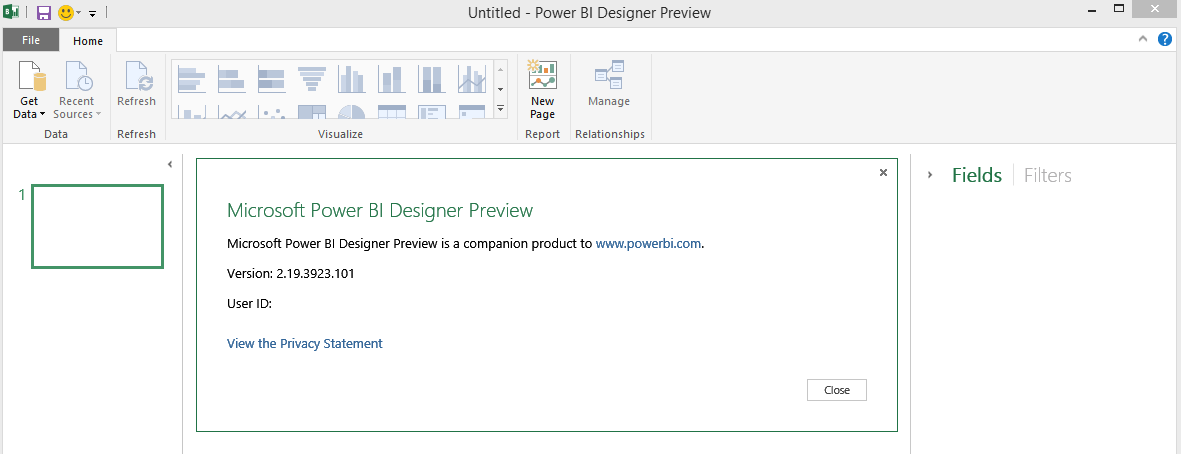 Untitled - Power BI Designer Preview
File Home
Get Data
Recent Sources
Refresh
New Page
Manage
Data
Refresh
Visualize
Report
Relationships
1
Microsoft Power BI Designer Preview
Microsoft Power BI Designer Preview is a companion product to www.powerbi.com.
Version: 2.19.3923.101
User ID:
View the Privacy Statement
Close
Fields Filters